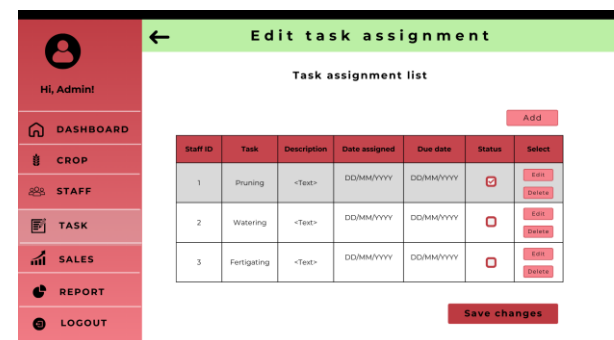 Edit task assignment
Hi, Admin!
DASHBOARD
CROP
STAFF
TASK
SALES
REPORT
LOGOUT
Task assignment list
Add
Staff ID Task Description Date assigned Due date Status Select
1 Pruning <Text> DD/MM/YYYY DD/MM/YYYY Edit
Delete
2 Watering <Text> DD/MM/YYYY DD/MM/YYYY Edit
Delete
3 Fertigating <Text> DD/MM/YYYY DD/MM/YYYY Edit
Delete
Save changes